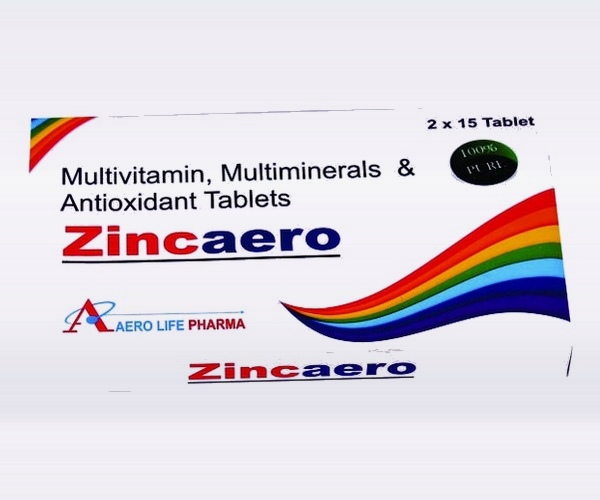 2 x 15 Tablet
100%
PURE
Multivitamin, Multiminerals &
Antioxidant Tablets
Zincaero
AERO LIFE PHARMA
Zincaero